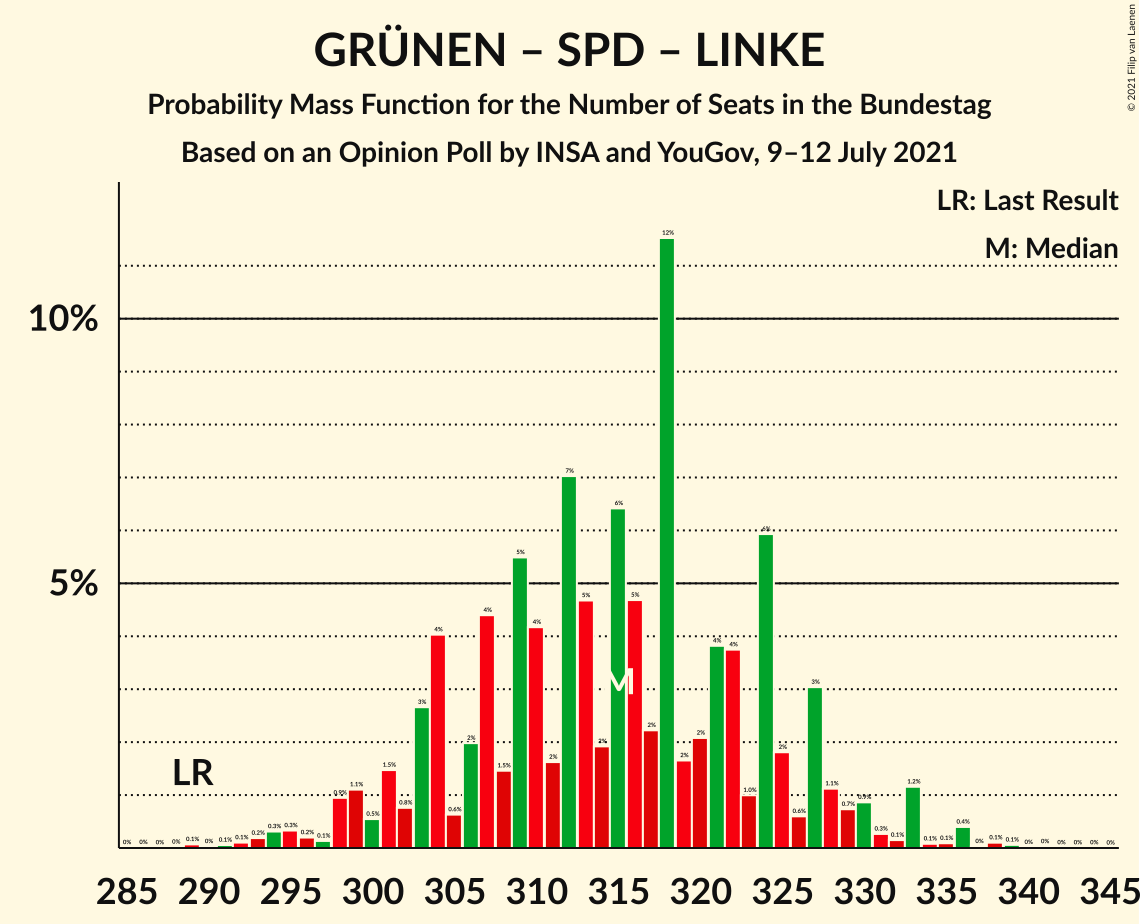 GRÜNEN – SPD – LINKE
Probability Mass Function for the Number of Seats in the Bundestag
Based on an Opinion Poll by INSA and YouGov, 9–12 July 2021
© 2021 Filip van Laenen
LR: Last Result
M: Median
10%
5%
LR
M
0% 0% 0% 0% 0.1% 0% 0.1% 0.1% 0.2% 0.3% 0.3% 0.2% 0.1% 0.9% 1.1% 0.5% 1.5% 0.8% 3% 4% 0.6% 2% 4% 1.5% 5% 4% 2% 7% 5% 2% 6% 5% 2% 12% 2% 2% 4% 4% 1.0% 6% 2% 0.6% 3% 1.1% 0.7% 0.9% 0.3% 0.1% 1.2% 0.1% 0.1% 0.4% 0% 0.1% 0.1% 0% 0% 0% 0% 0% 0%
285 290 295 300 305 310 315 320 325 330 335 340 345